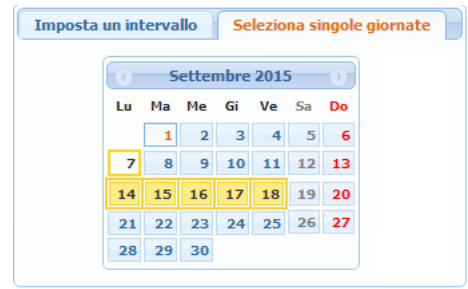 Imposta un intervallo Seleziona singole giornate
Settembre 2015
Lu Ma Me Gi Ve Sa Do
1 2 3 4 5 6
7 8 9 10 11 12 13
14 15 16 17 18 19 20
21 22 23 24 25 26 27
28 29 30